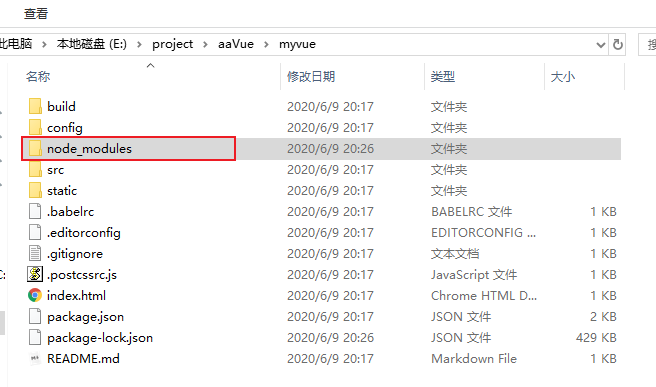 查看
此电脑 > 本地磁盘 (E:) > project > aaVue > myvue
名称 修改日期 类型 大小
build 2020/6/9 20:17 文件夹
config 2020/6/9 20:17 文件夹
node_modules 2020/6/9 20:26 文件夹
src 2020/6/9 20:17 文件夹
static 2020/6/9 20:17 文件夹
.babelrc 2020/6/9 20:17 BABELRC 文件 1 KB
.editorconfig 2020/6/9 20:17 EDITORCONFIG ... 1 KB
.gitignore 2020/6/9 20:17 文本文档 1 KB
.postcssrc.js 2020/6/9 20:17 JavaScript 文件 1 KB
index.html 2020/6/9 20:17 Chrome HTML D... 1 KB
package.json 2020/6/9 20:17 JSON 文件 2 KB
package-lock.json 2020/6/9 20:26 JSON 文件 429 KB
README.md 2020/6/9 20:17 Markdown File 1 KB